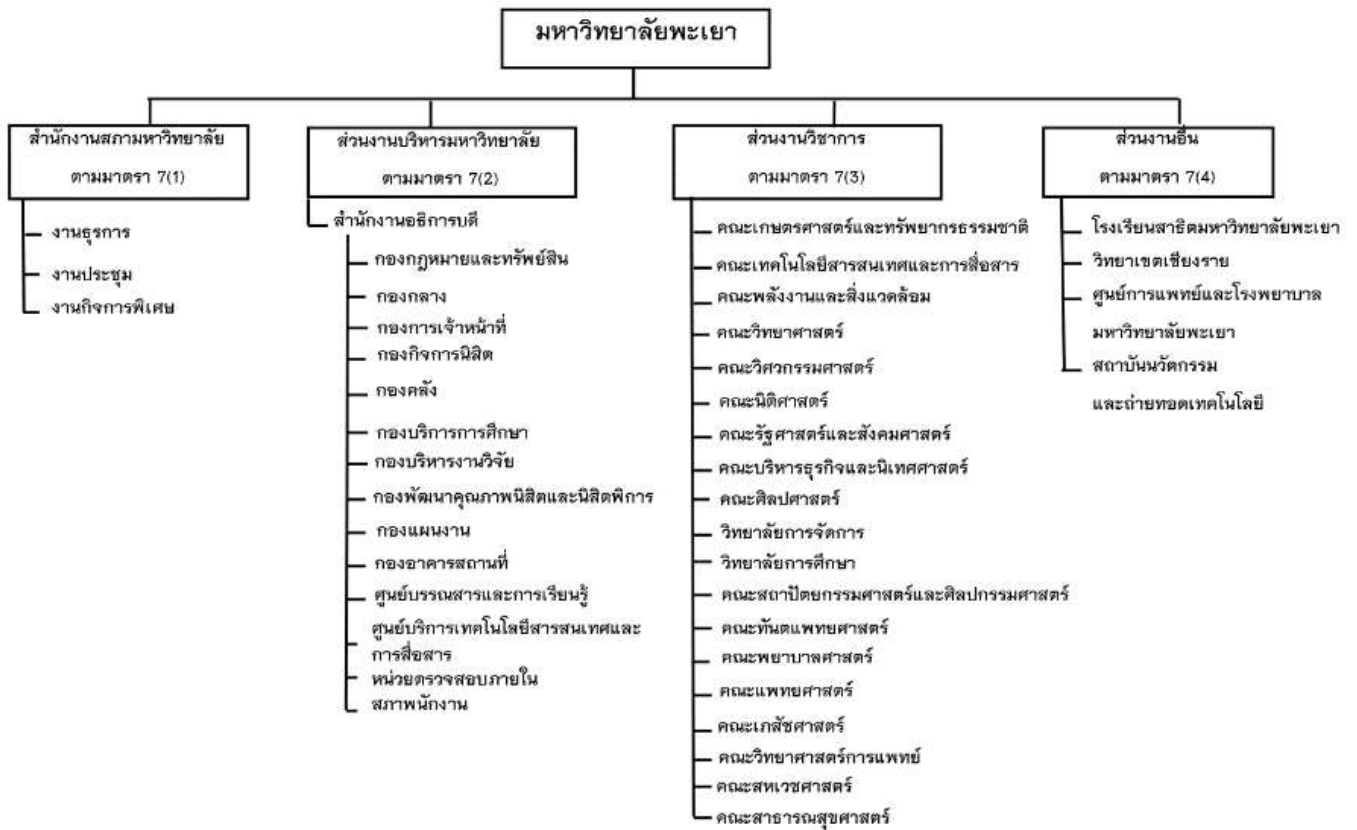 มหาวิทยาลัยพะเยา
สำนักงานสภามหาวิทยาลัย
ตามมาตรา 7(1)
งานธุรการ
งานประชุม
งานกิจการพิเศษ
ส่วนงานบริหารมหาวิทยาลัย
ตามมาตรา 7(2)
สำนักงานอธิการบดี
กองกฎหมายและทรัพย์สิน
กองกลาง
กองการเจ้าหน้าที่
กองกิจการนิสิต
กองคลัง
กองบริการการศึกษา
กองบริหารงานวิจัย
กองพัฒนาคุณภาพนิสิตและนิสิตพิการ
กองแผนงาน
กองอาคารสถานที่
ศูนย์บรรณสารและการเรียนรู้
ศูนย์บริการเทคโนโลยีสารสนเทศและ
การสื่อสาร
หน่วยตรวจสอบภายใน
สภาพนักงาน
ส่วนงานวิชาการ
ตามมาตรา 7(3)
คณะเกษตรศาสตร์และทรัพยากรธรรมชาติ
คณะเทคโนโลยีสารสนเทศและการสื่อสาร
คณะพลังงานและสิ่งแวดล้อม
คณะวิทยาศาสตร์
คณะวิศวกรรมศาสตร์
คณะนิติศาสตร์
คณะรัฐศาสตร์และสังคมศาสตร์
คณะบริหารธุรกิจและนิเทศศาสตร์
คณะศิลปศาสตร์
วิทยาลัยการจัดการ
วิทยาลัยการศึกษา
คณะสถาปัตยกรรมศาสตร์และศิลปกรรมศาสตร์
คณะทันตแพทยศาสตร์
คณะพยาบาลศาสตร์
คณะแพทยศาสตร์
คณะเภสัชศาสตร์
คณะวิทยาศาสตร์การแพทย์
คณะสหเวชศาสตร์
คณะสาธารณสุขศาสตร์
ส่วนงานอื่น
ตามมาตรา 7(4)
โรงเรียนสาธิตมหาวิทยาลัยพะเยา
วิทยาเขตเชียงราย
ศูนย์การแพทย์และโรงพยาบาล
มหาวิทยาลัยพะเยา
สถาบันนวัตกรรม
และถ่ายทอดเทคโนโลยี